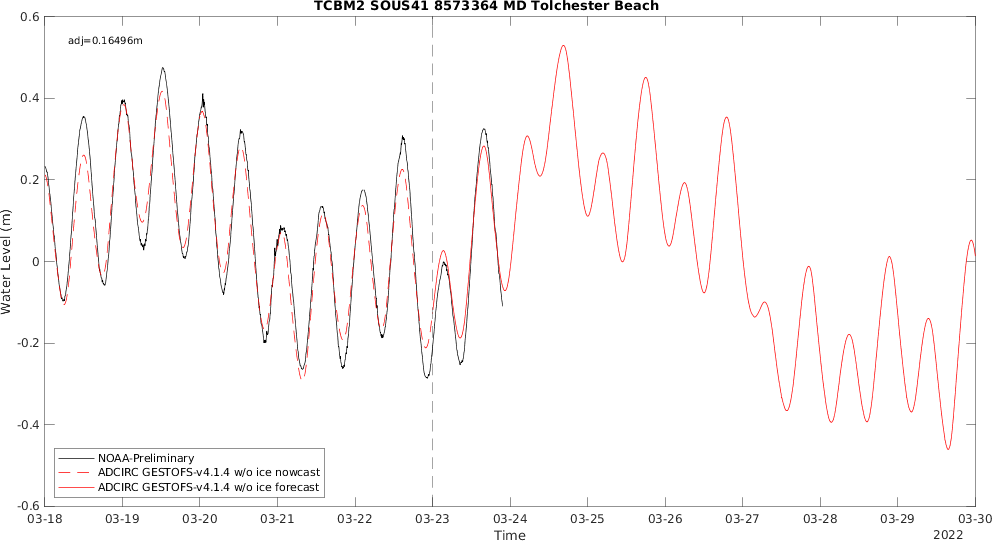 TCBM2 SOUS41 8573364 MD Tolchester Beach
adj=0.16496m
0.6
0.4
0.2
0
-0.2
-0.4
-0.6
Water Level (m)
NOAA-Preliminary
ADCIRC GESTOFS-v4.1.4 w/o ice nowcast
ADCIRC GESTOFS-v4.1.4 w/o ice forecast
03-18 03-19 03-20 03-21 03-22 03-23 03-24 03-25 03-26 03-27 03-28 03-29 03-30
Time
2022